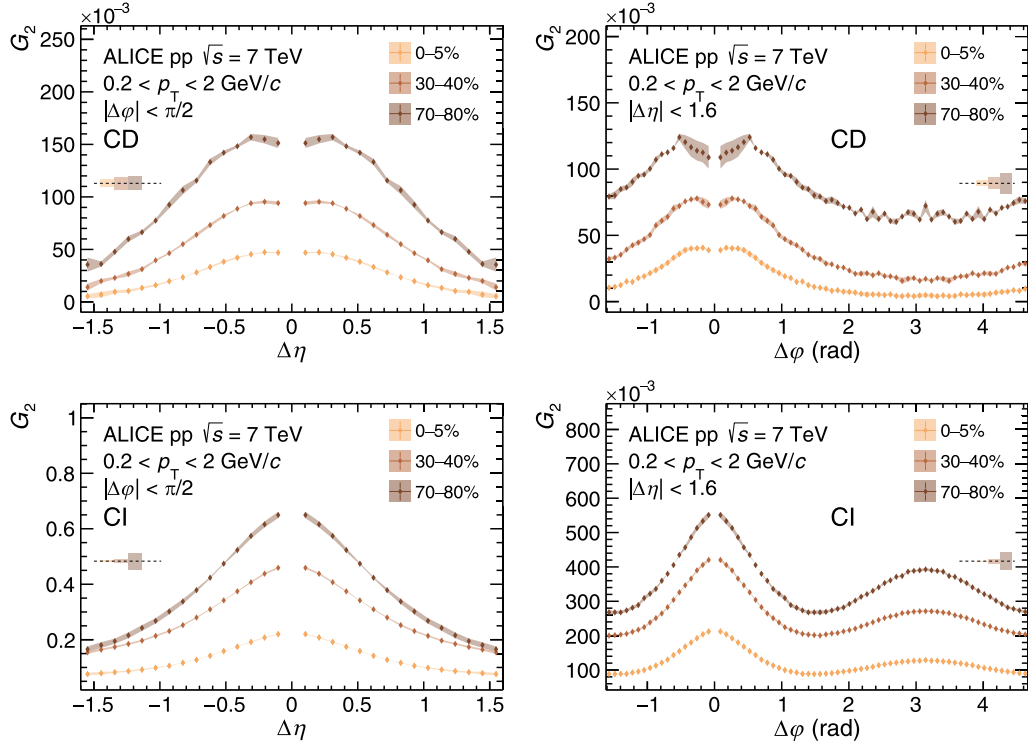 ×10⁻³
G₂
250
200
150
100
50
0
ALICE pp √s = 7 TeV
0.2 < p_T < 2 GeV/c
|Δφ| < π/2
CD
0–5%
30–40%
70–80%
−1.5 −1 −0.5 0 0.5 1 1.5
Δη
×10⁻³
G₂
200
150
100
50
0
ALICE pp √s = 7 TeV
0.2 < p_T < 2 GeV/c
|Δη| < 1.6
CD
0–5%
30–40%
70–80%
−1 0 1 2 3 4
Δφ (rad)
G₂
1
0.8
0.6
0.4
0.2
ALICE pp √s = 7 TeV
0.2 < p_T < 2 GeV/c
|Δφ| < π/2
CI
0–5%
30–40%
70–80%
−1.5 −1 −0.5 0 0.5 1 1.5
Δη
×10⁻³
G₂
800
700
600
500
400
300
200
100
ALICE pp √s = 7 TeV
0.2 < p_T < 2 GeV/c
|Δη| < 1.6
CI
0–5%
30–40%
70–80%
−1 0 1 2 3 4
Δφ (rad)